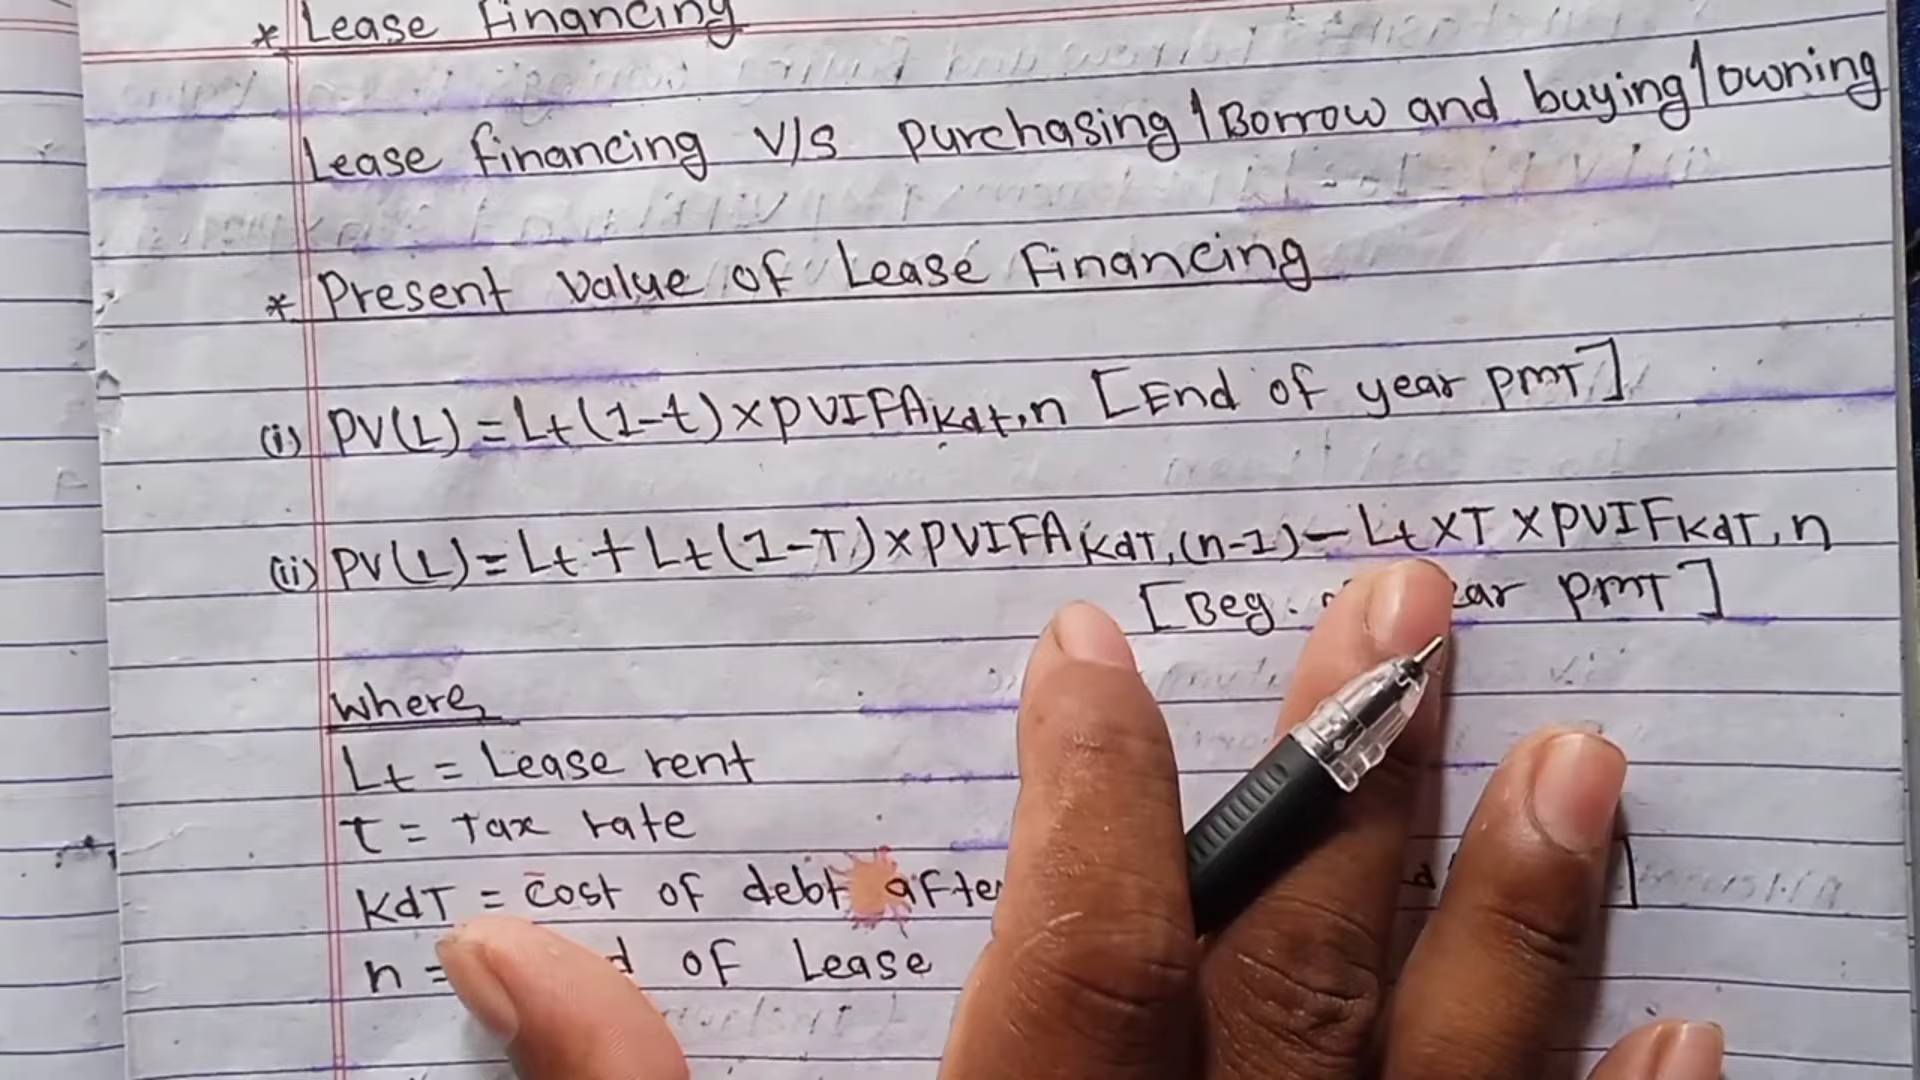 * Lease Financing
Lease financing V/S purchasing/Borrow and buying/owning
* Present Value of Lease Financing
(i) PV(L) = Lt(1-t)×PVIFAKdt,n [End of year PMT]
(ii) PV(L) = Lt + Lt(1-T)×PVIFAKdT,(n-1) - Lt×T×PVIFKdT,n
[Beg. PMT]
Where,
Lt = Lease rent
T = Tax rate
KdT = Cost of debt
n = of Lease